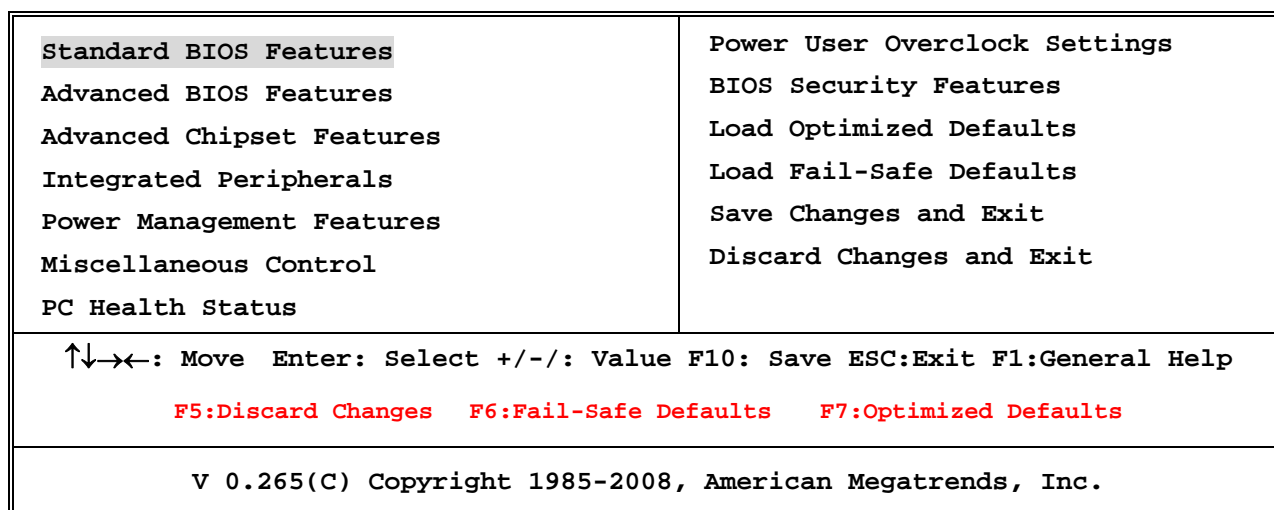 Standard BIOS Features
Advanced BIOS Features
Advanced Chipset Features
Integrated Peripherals
Power Management Features
Miscellaneous Control
PC Health Status
Power User Overclock Settings
BIOS Security Features
Load Optimized Defaults
Load Fail-Safe Defaults
Save Changes and Exit
Discard Changes and Exit
↑↓→←: Move Enter: Select +/-/: Value F10: Save ESC:Exit F1:General Help
F5:Discard Changes F6:Fail-Safe Defaults F7:Optimized Defaults
V 0.265(C) Copyright 1985-2008, American Megatrends, Inc.